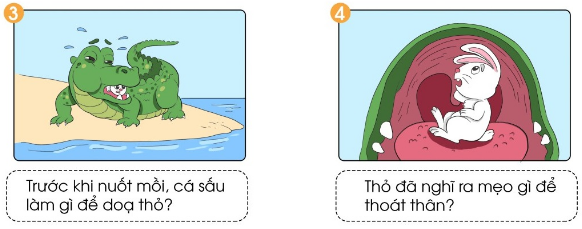 3
Trước khi nuốt mồi, cá sấu
làm gì để doạ thỏ?
4
Thỏ đã nghĩ ra mẹo gì để
thoát thân?